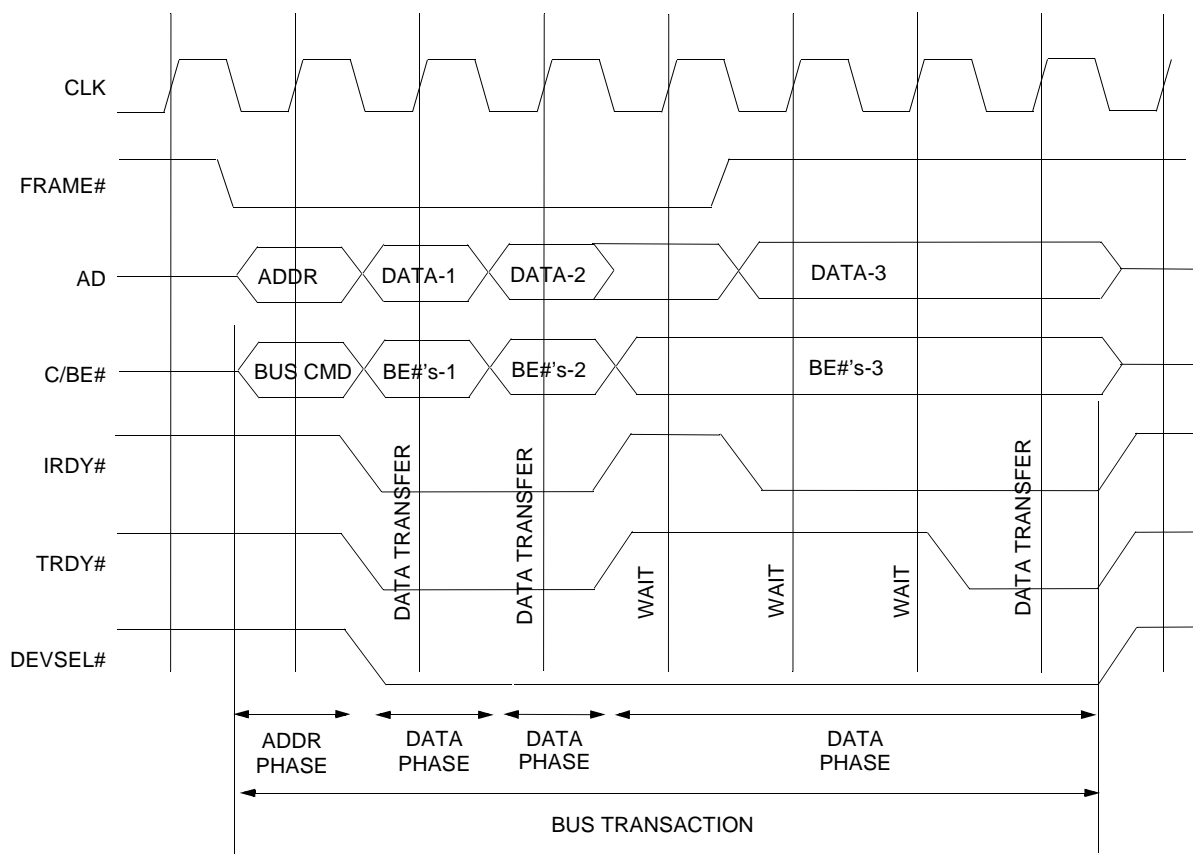 CLK
FRAME#
AD
ADDR
DATA-1
DATA-2
DATA-3
C/BE#
BUS CMD
BE#'s-1
BE#'s-2
BE#'s-3
IRDY#
TRDY#
DATA TRANSFER
DATA TRANSFER
WAIT
WAIT
WAIT
DATA TRANSFER
DEVSEL#
ADDR
PHASE
DATA
PHASE
DATA
PHASE
DATA
PHASE
BUS TRANSACTION